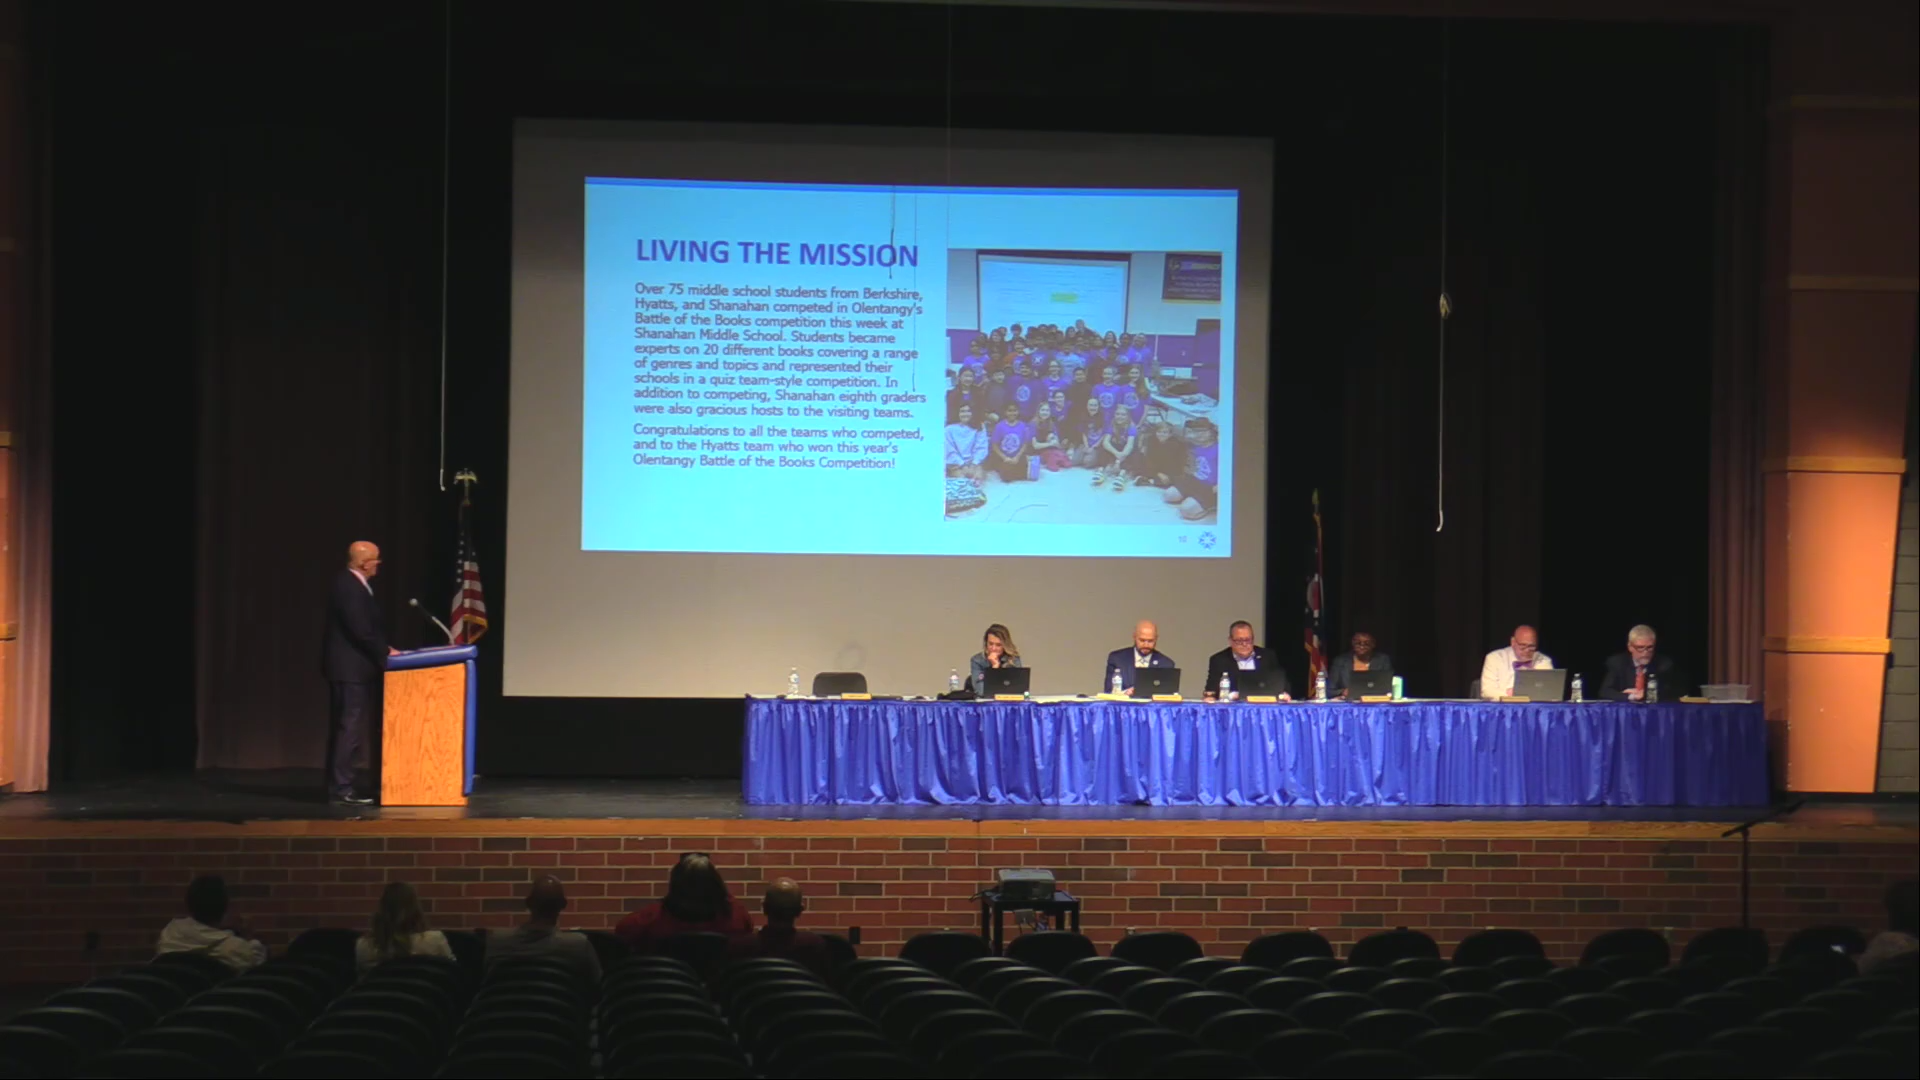 LIVING THE MISSION
Over 75 middle school students from Berkshire,
Hyatts, and Shanahan competed in Olentangy's
Battle of the Books competition this week at
Shanahan Middle School. Students became
experts on 20 different books covering a range
of genres and topics and represented their
schools in a quiz team-style competition. In
addition to competing, Shanahan eighth graders
were also gracious hosts to the visiting teams.
Congratulations to all the teams who competed,
and to the Hyatts team who won this year's
Olentangy Battle of the Books Competition!
10